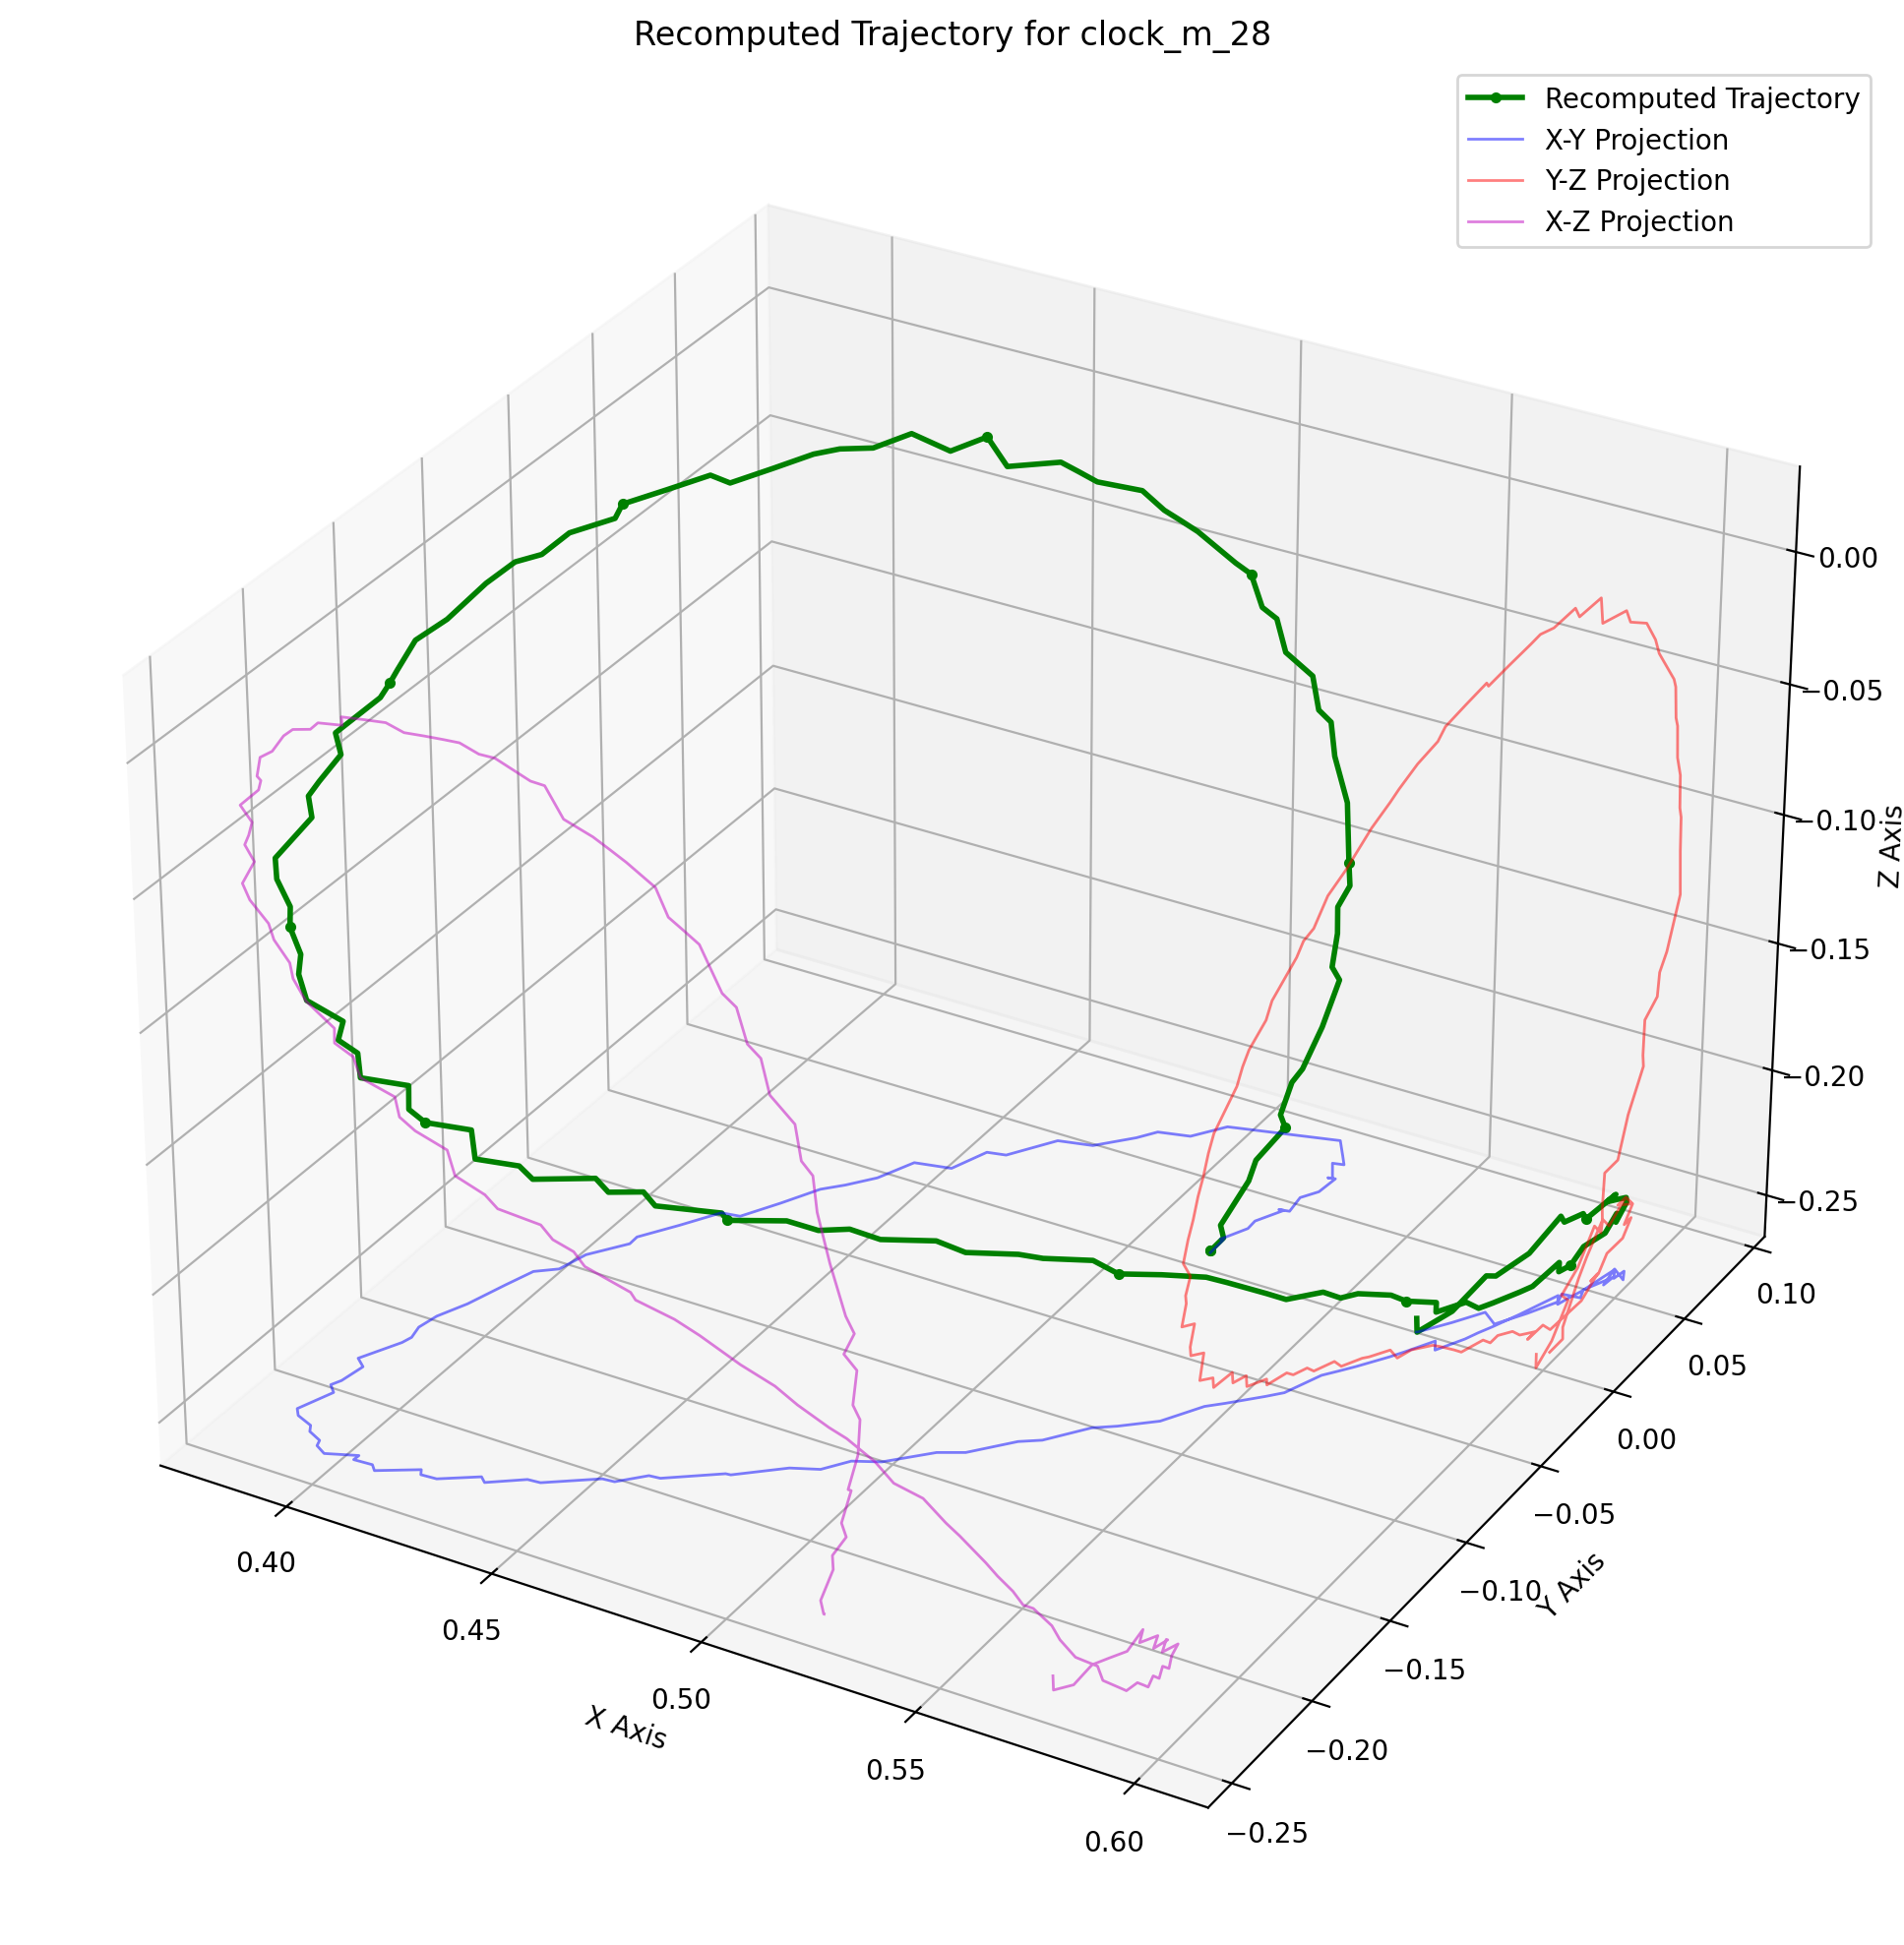 Recomputed Trajectory for clock_m_28
Recomputed Trajectory
X-Y Projection
Y-Z Projection
X-Z Projection
0.00
−0.05
−0.10
−0.15
−0.20
−0.25
Z Axis
0.10
0.05
0.00
−0.05
−0.10
−0.15
−0.20
−0.25
Y Axis
0.40
0.45
0.50
0.55
0.60
X Axis